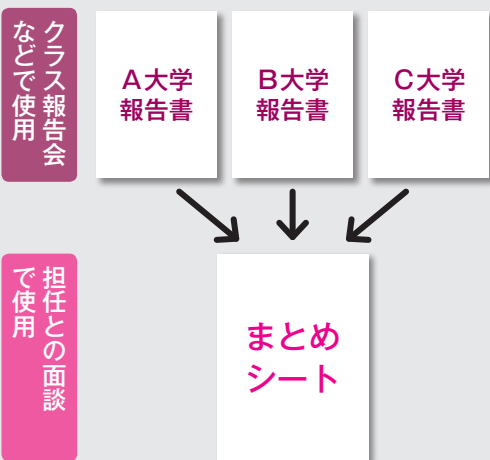 クラス報告会
などで使用
A大学
報告書
B大学
報告書
C大学
報告書
担任との面談
で使用
まとめ
シート